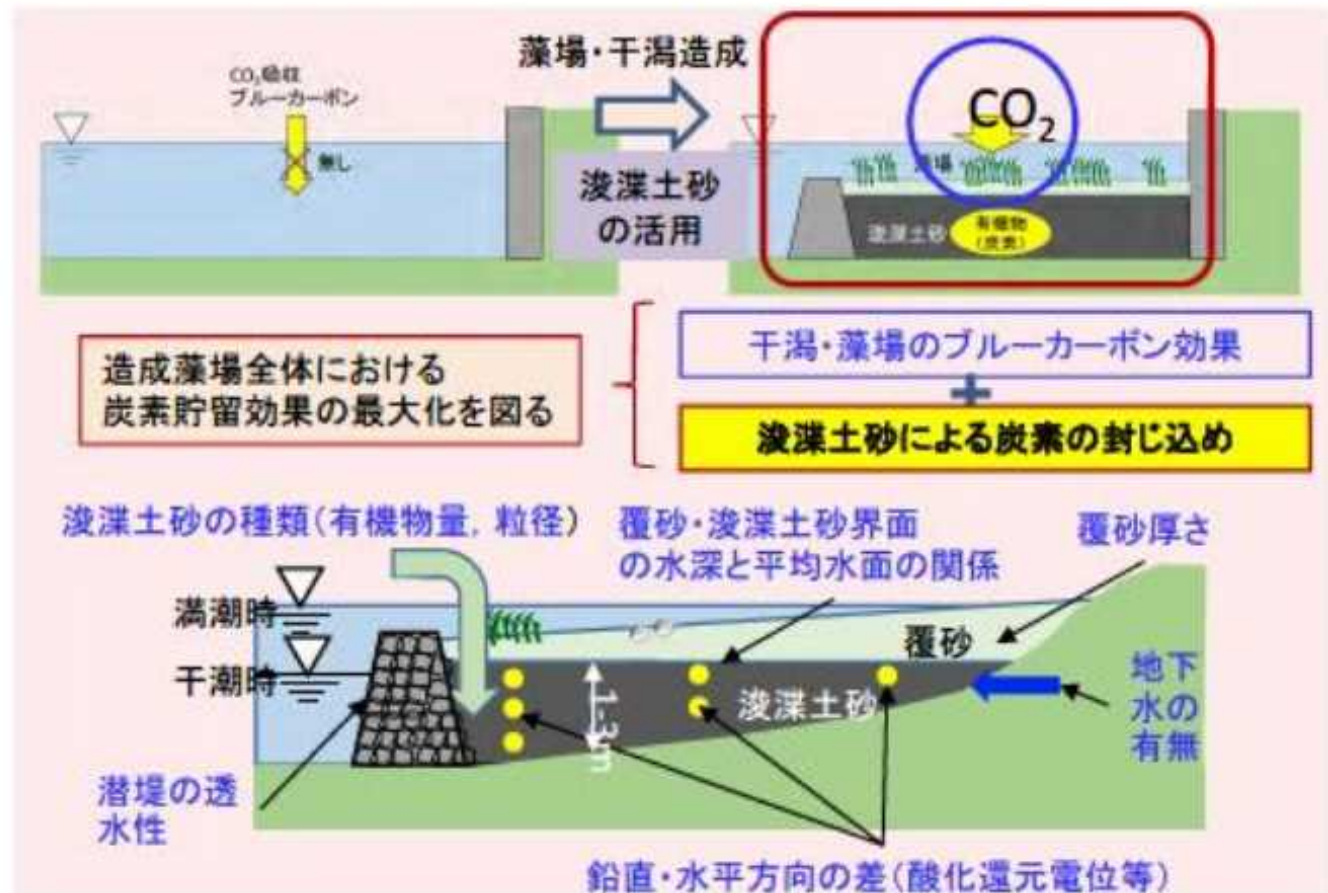 藻場・干潟造成
CO₂吸収
ブルーカーボン
無し
浚渫土砂
の活用
CO₂
藻場
浚渫土砂
有機物
(炭素)
造成藻場全体における
炭素貯留効果の最大化を図る
干潟・藻場のブルーカーボン効果
+
浚渫土砂による炭素の封じ込め
浚渫土砂の種類(有機物量, 粒径)
覆砂・浚渫土砂界面
の水深と平均水面の関係
覆砂厚さ
満潮時
干潮時
覆砂
浚渫土砂
1-3m
地下
水の
有無
潜堤の透
水性
鉛直・水平方向の差(酸化還元電位等)